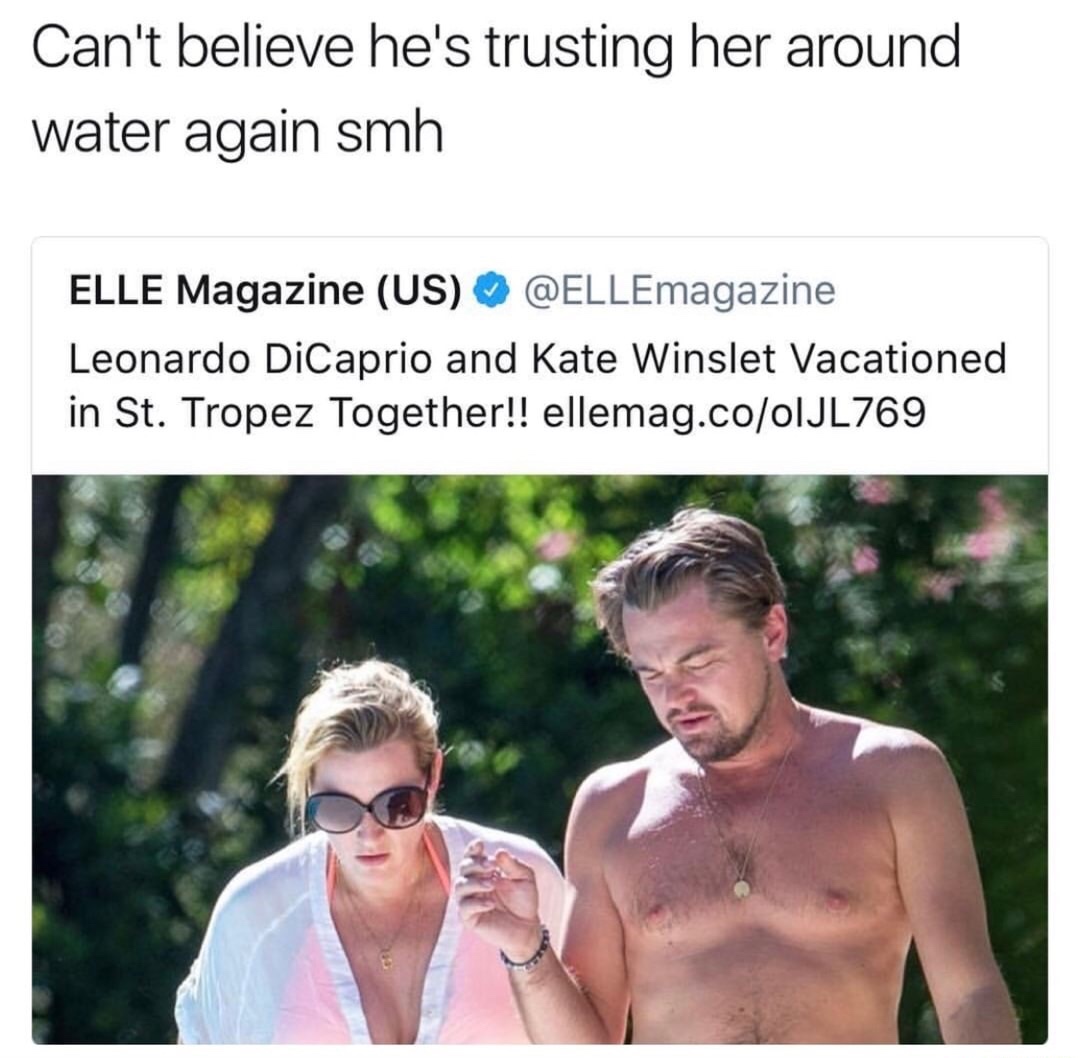 Can't believe he's trusting her around
water again smh
ELLE Magazine (US) @ELLEmagazine
Leonardo DiCaprio and Kate Winslet Vacationed
in St. Tropez Together!! ellemag.co/olJL769